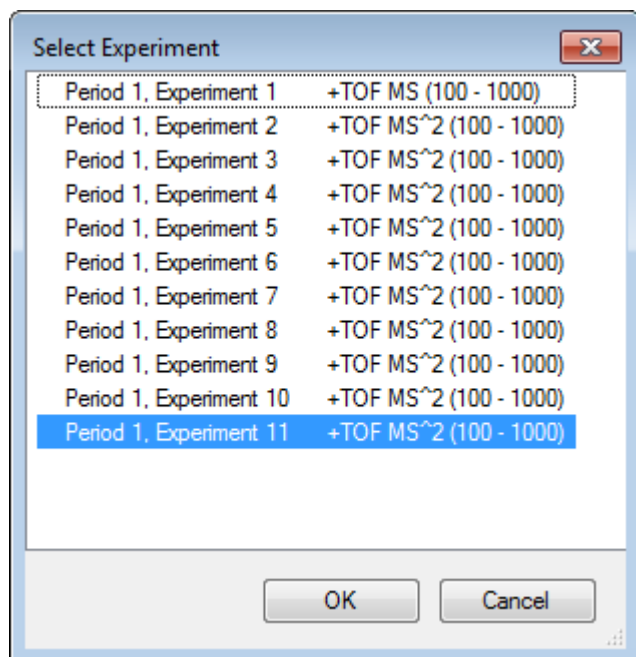 Select Experiment
Period 1, Experiment 1 +TOF MS (100 - 1000)
Period 1, Experiment 2 +TOF MS^2 (100 - 1000)
Period 1, Experiment 3 +TOF MS^2 (100 - 1000)
Period 1, Experiment 4 +TOF MS^2 (100 - 1000)
Period 1, Experiment 5 +TOF MS^2 (100 - 1000)
Period 1, Experiment 6 +TOF MS^2 (100 - 1000)
Period 1, Experiment 7 +TOF MS^2 (100 - 1000)
Period 1, Experiment 8 +TOF MS^2 (100 - 1000)
Period 1, Experiment 9 +TOF MS^2 (100 - 1000)
Period 1, Experiment 10 +TOF MS^2 (100 - 1000)
Period 1, Experiment 11 +TOF MS^2 (100 - 1000)
OK Cancel